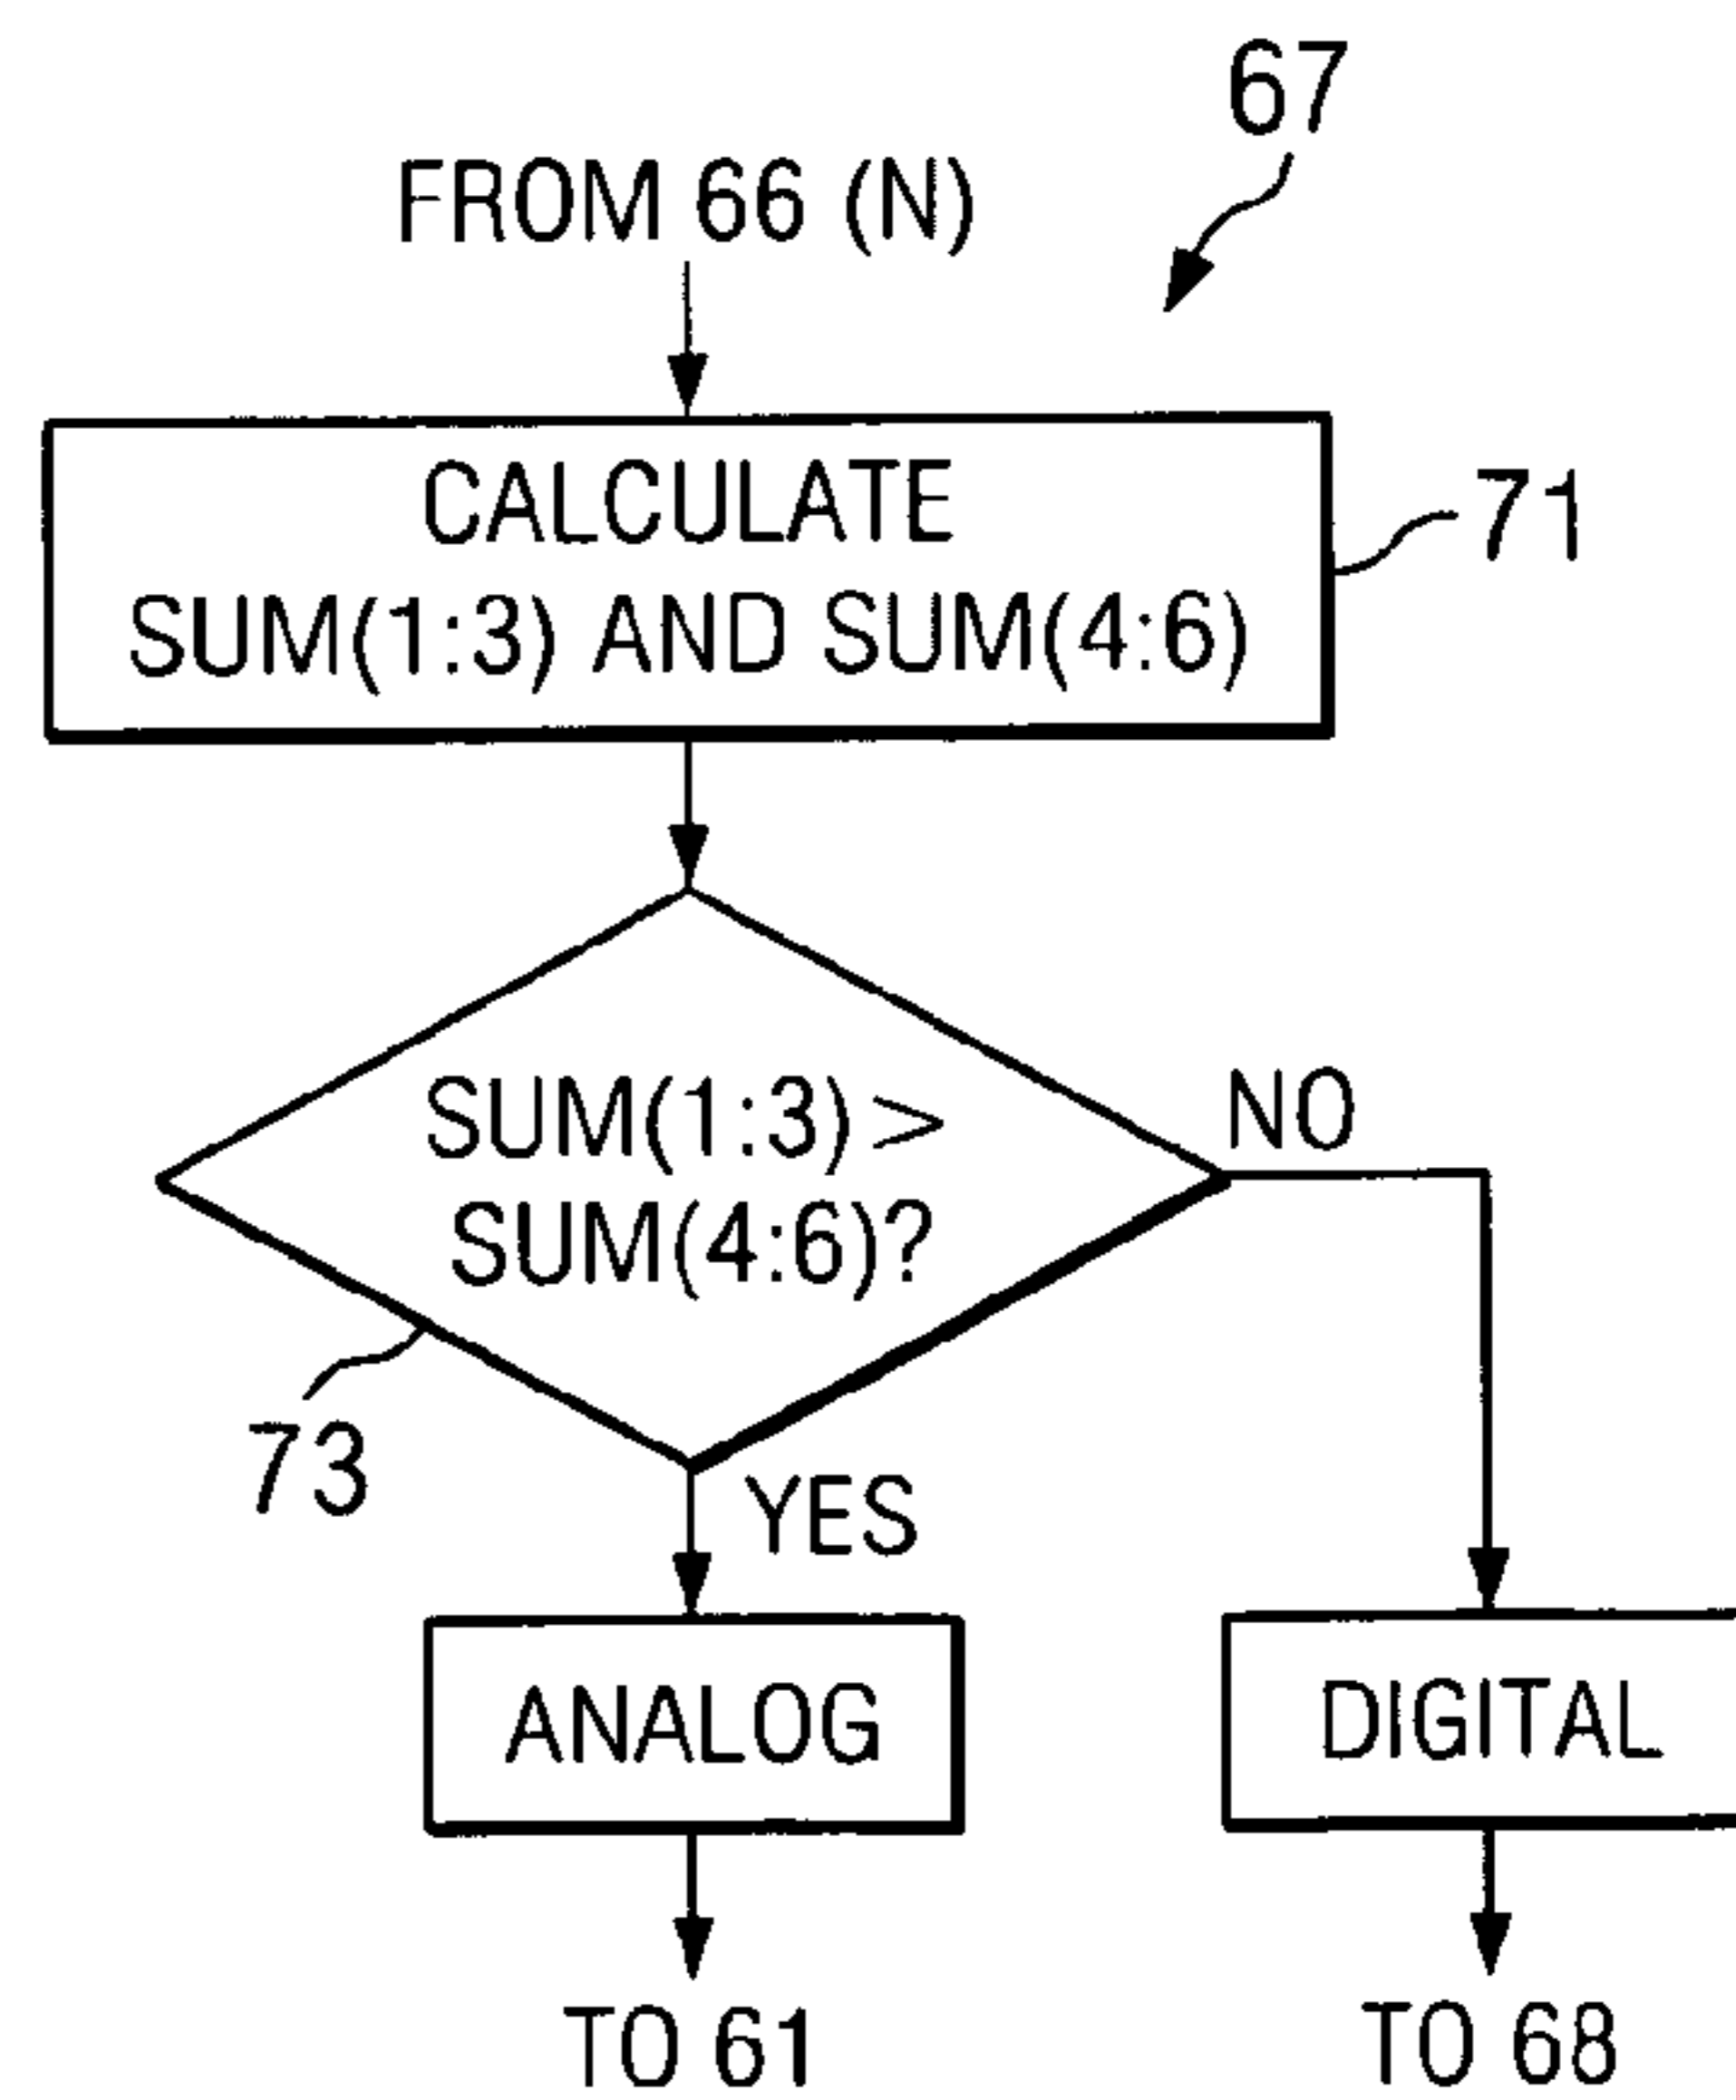 67
FROM 66 (N)
CALCULATE
SUM(1:3) AND SUM(4:6)
71
SUM(1:3)>
SUM(4:6)?
NO
73
YES
ANALOG
DIGITAL
TO 61
TO 68